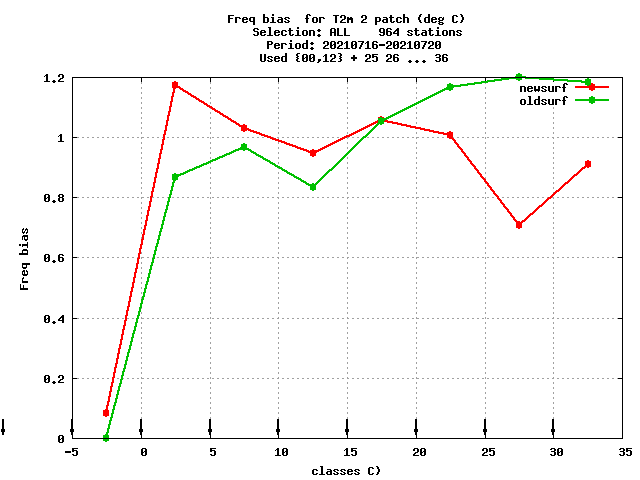 Freq bias  for T2m 2 patch (deg C)
Selection: ALL    964 stations
Period: 20210716-20210720
Used {00,12} + 25 26 ... 36
newsurf
oldsurf
1.2
1
0.8
0.6
0.4
0.2
0
Freq bias
-5 0 5 10 15 20 25 30 35
classes C)